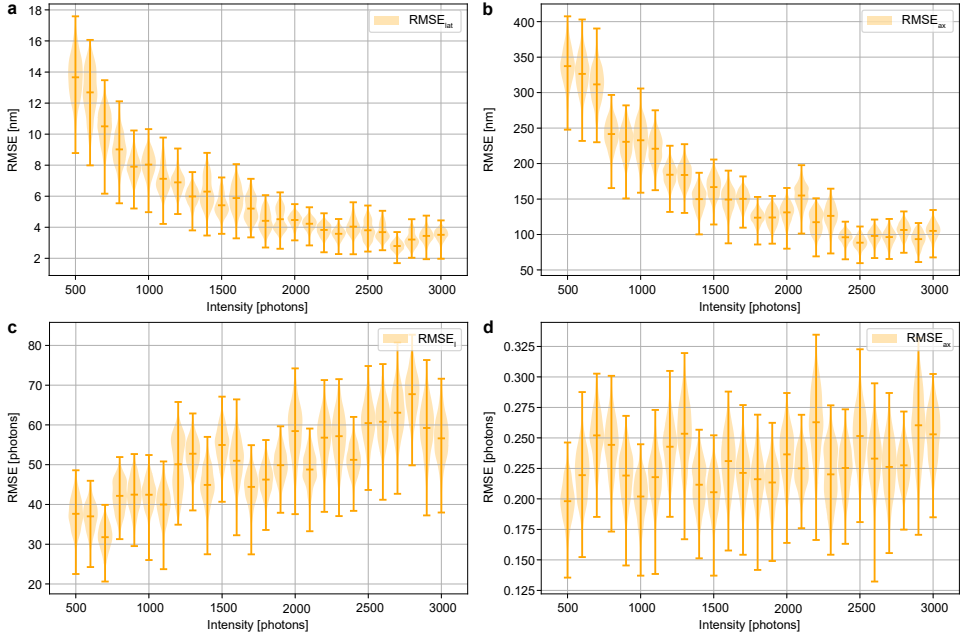 a
RMSE [nm]
18
16
14
12
10
8
6
4
2
500 1000 1500 2000 2500 3000
Intensity [photons]
RMSE_lat
b
RMSE [nm]
400
350
300
250
200
150
100
50
500 1000 1500 2000 2500 3000
Intensity [photons]
RMSE_ax
c
RMSE [photons]
80
70
60
50
40
30
20
500 1000 1500 2000 2500 3000
Intensity [photons]
RMSE_I
d
RMSE [photons]
0.325
0.300
0.275
0.250
0.225
0.200
0.175
0.150
0.125
500 1000 1500 2000 2500 3000
Intensity [photons]
RMSE_ax